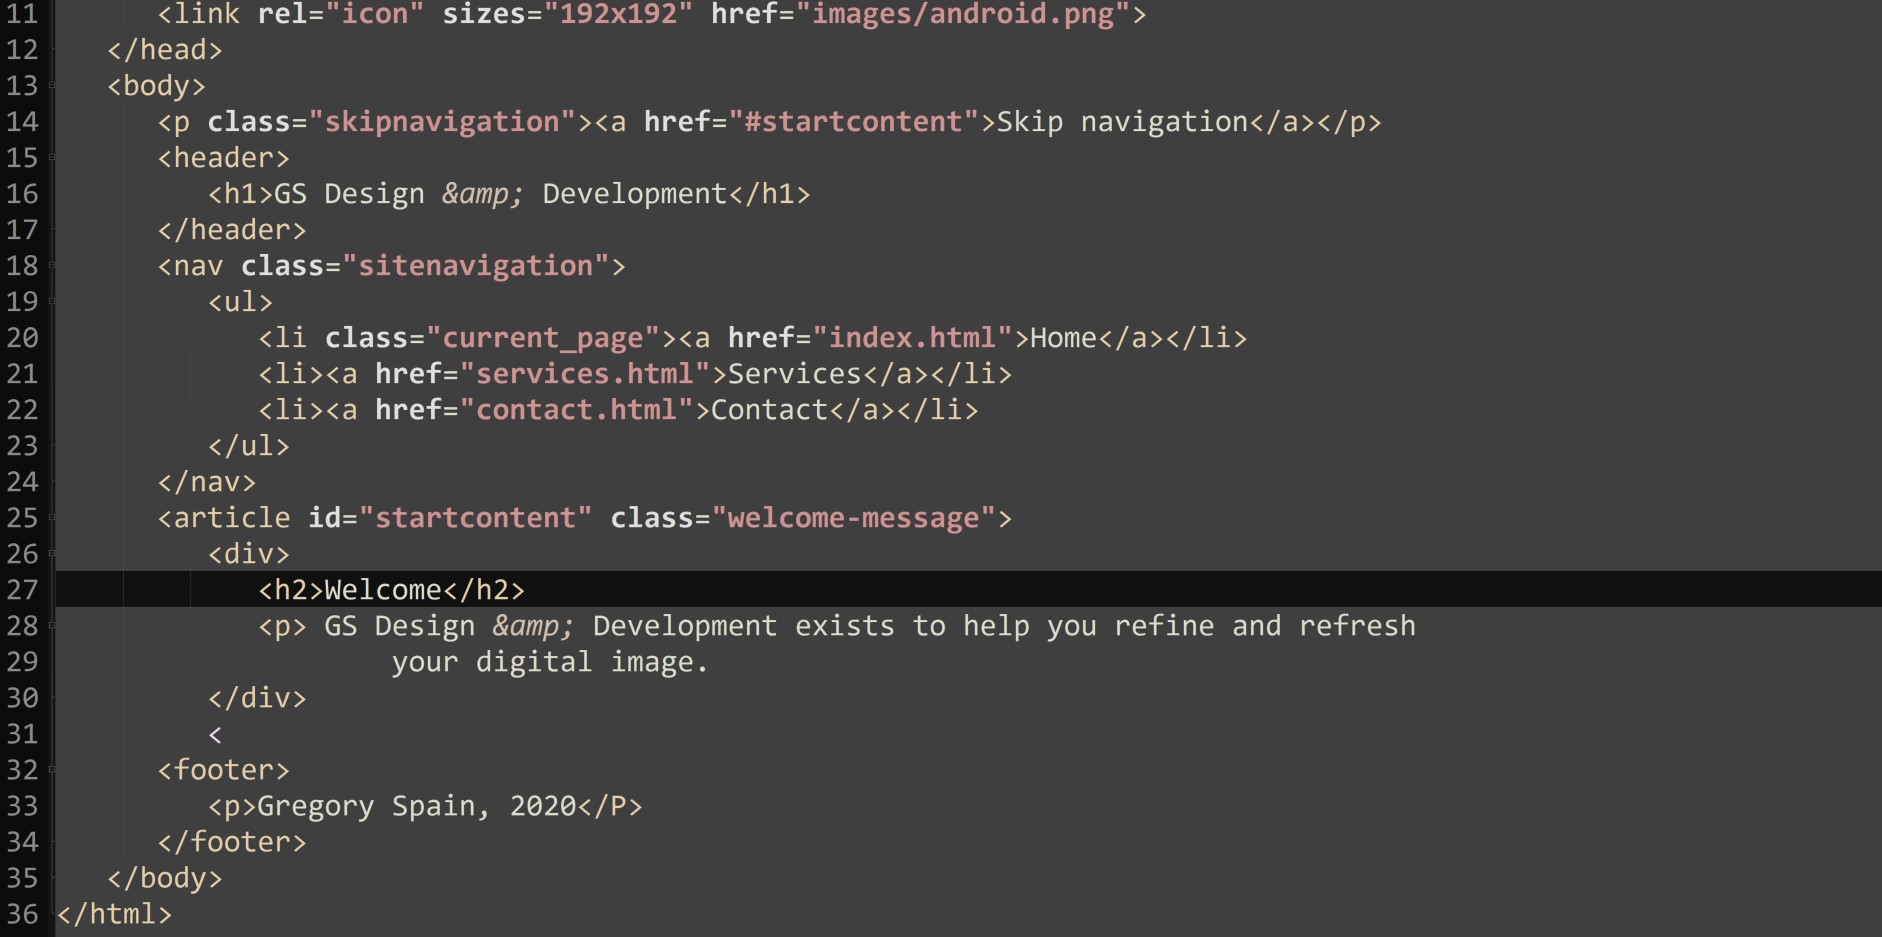 11 <link rel="icon" sizes="192x192" href="images/android.png">
12 </head>
13 <body>
14 <p class="skipnavigation"><a href="#startcontent">Skip navigation</a></p>
15 <header>
16 <h1>GS Design &amp; Development</h1>
17 </header>
18 <nav class="sitenavigation">
19 <ul>
20 <li class="current_page"><a href="index.html">Home</a></li>
21 <li><a href="services.html">Services</a></li>
22 <li><a href="contact.html">Contact</a></li>
23 </ul>
24 </nav>
25 <article id="startcontent" class="welcome-message">
26 <div>
27 <h2>Welcome</h2>
28 <p> GS Design &amp; Development exists to help you refine and refresh
29 your digital image.
30 </div>
31 <
32 <footer>
33 <p>Gregory Spain, 2020</P>
34 </footer>
35 </body>
36 </html>